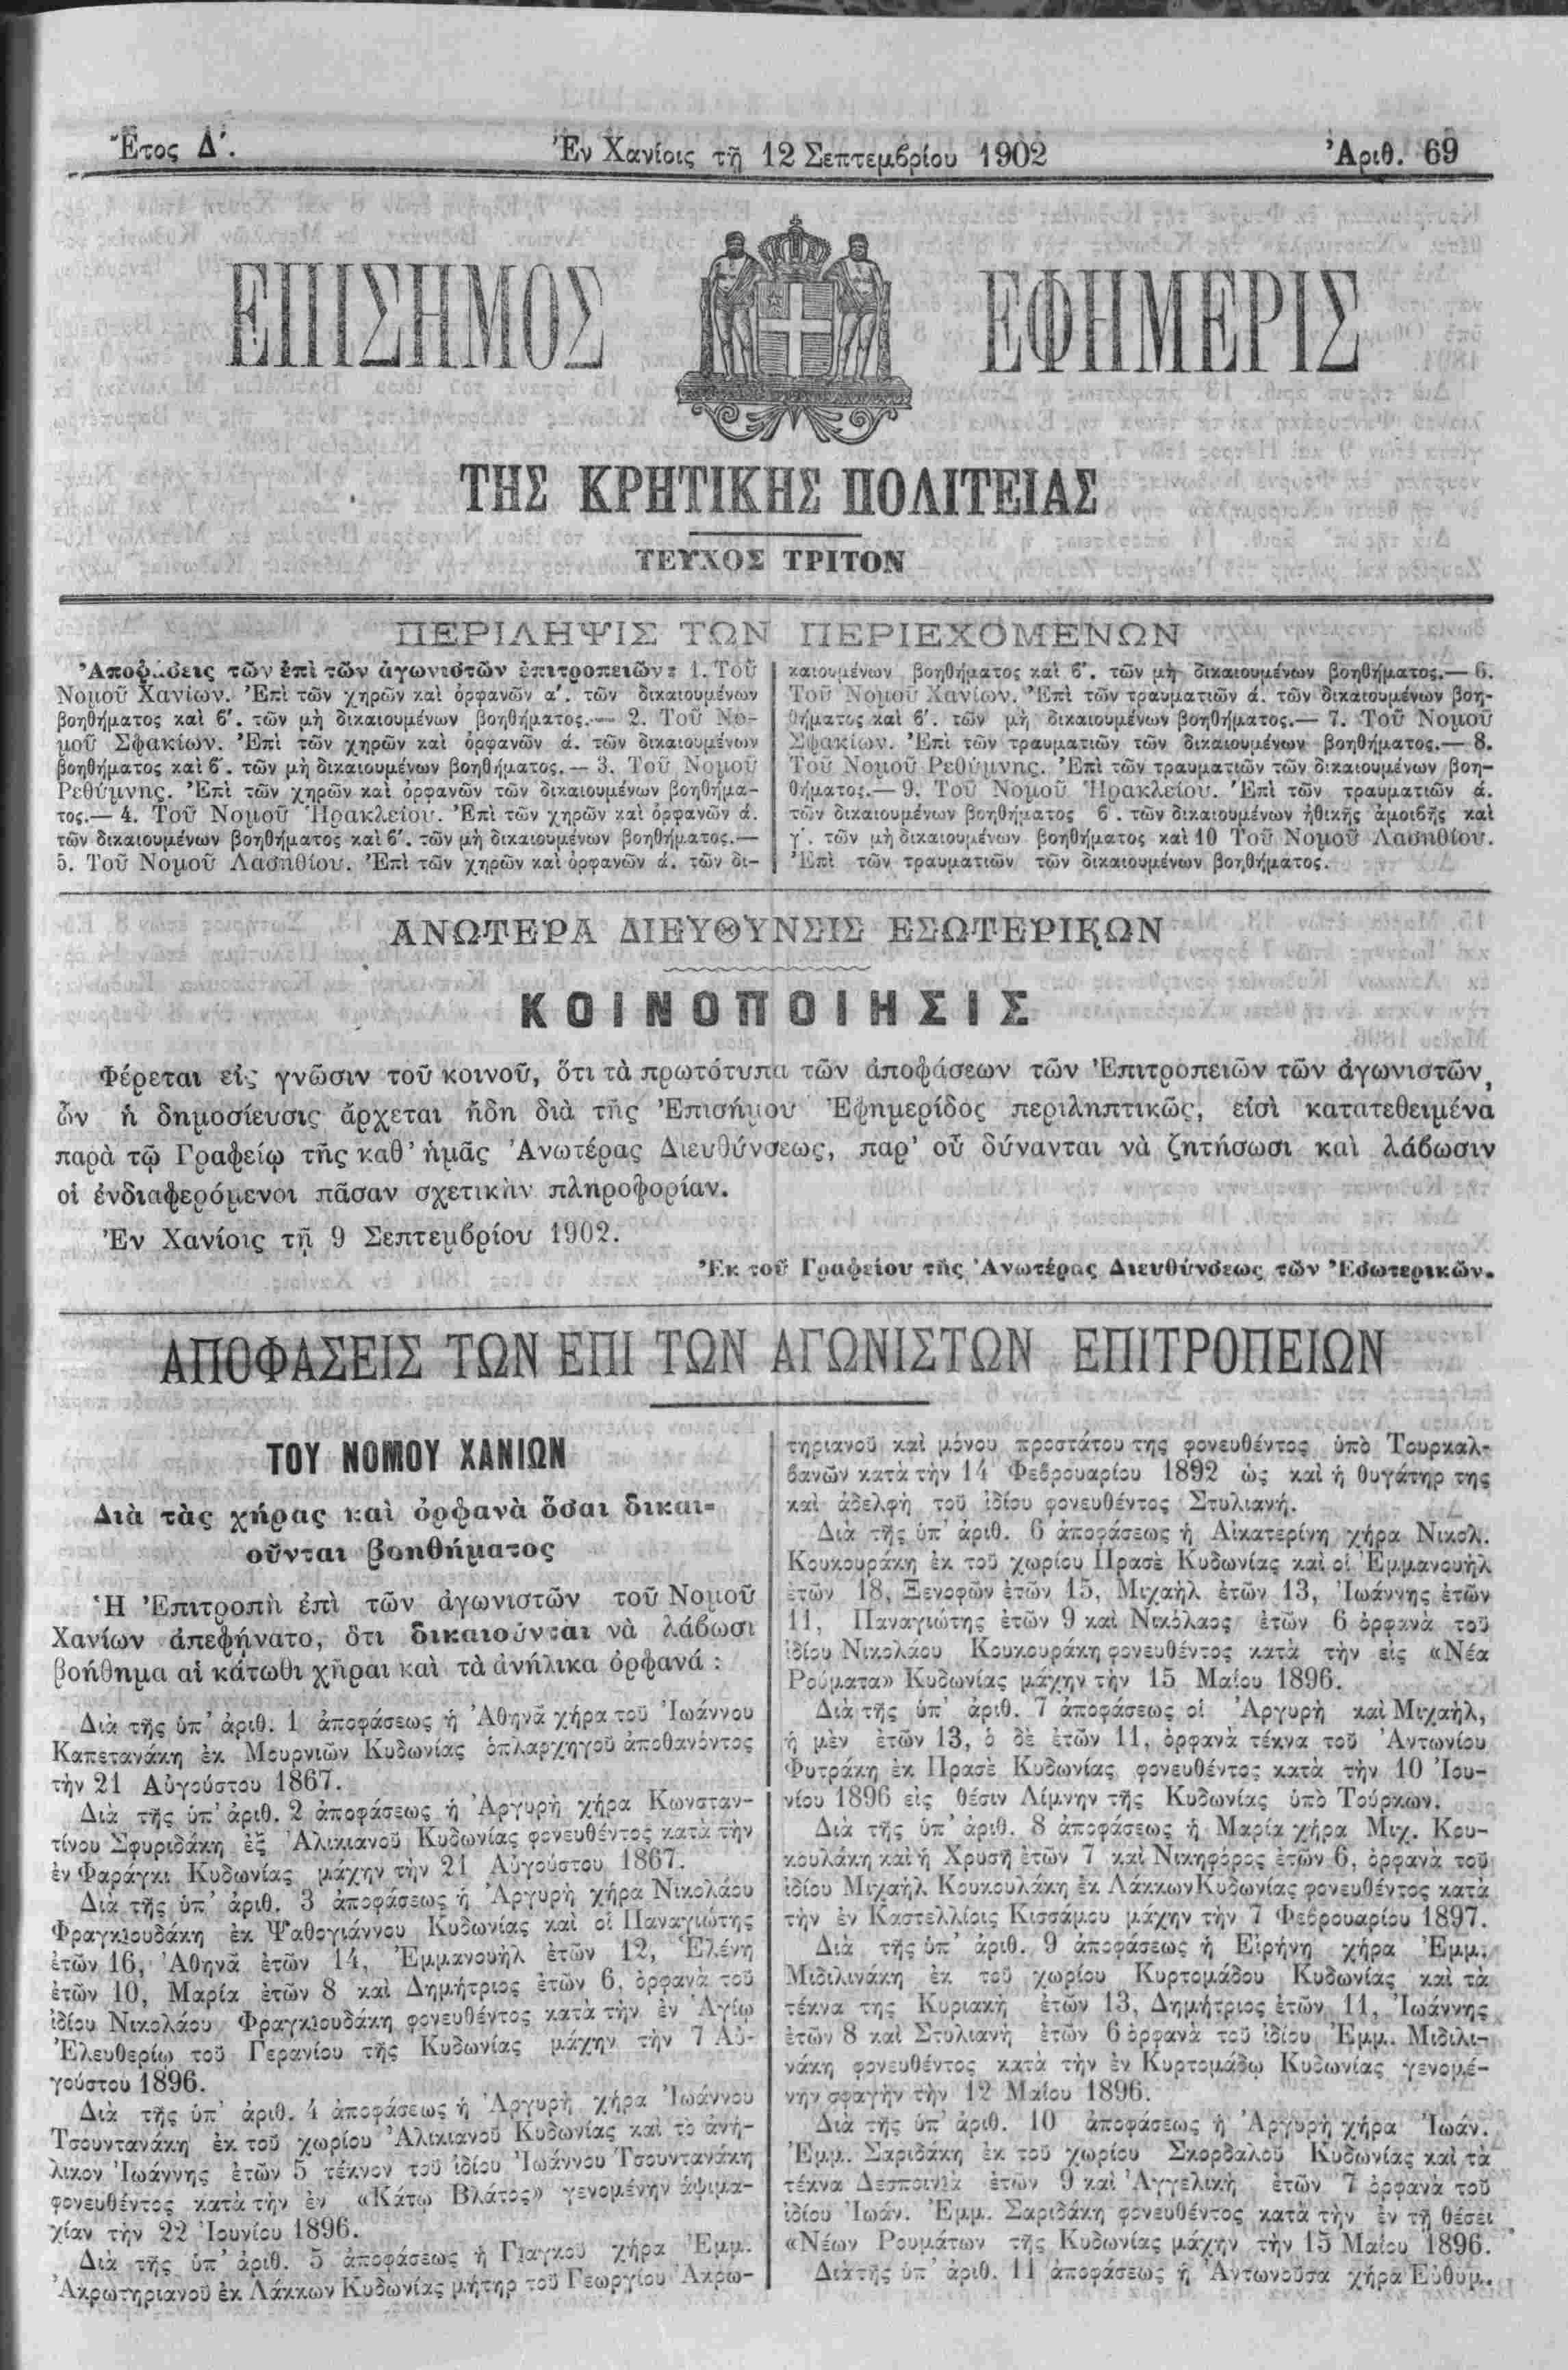 Ἔτος Δ΄.
Ἐν Χανίοις τῇ 12 Σεπτεμβρίου 1902
Ἀριθ. 69
ΕΠΙΣΗΜΟΣ ΕΦΗΜΕΡΙΣ
ΤΗΣ ΚΡΗΤΙΚΗΣ ΠΟΛΙΤΕΙΑΣ
ΤΕΥΧΟΣ ΤΡΙΤΟΝ
ΠΕΡΙΛΗΨΙΣ ΤΩΝ ΠΕΡΙΕΧΟΜΕΝΩΝ
Ἀποφάσεις τῶν ἐπὶ τῶν ἀγωνιστῶν ἐπιτροπειῶν: 1. Τοῦ
Νομοῦ Χανίων. Ἐπὶ τῶν χηρῶν καὶ ὀρφανῶν α΄. τῶν δικαιουμένων
βοηθήματος καὶ β΄. τῶν μὴ δικαιουμένων βοηθήματος.— 2. Τοῦ Νο-
μοῦ Σφακίων. Ἐπὶ τῶν χηρῶν καὶ ὀρφανῶν ά. τῶν δικαιουμένων
βοηθήματος καὶ β΄. τῶν μὴ δικαιουμένων βοηθήματος.— 3. Τοῦ Νομοῦ
Ρεθύμνης. Ἐπὶ τῶν χηρῶν καὶ ὀρφανῶν τῶν δικαιουμένων βοηθήμα-
τος.— 4. Τοῦ Νομοῦ Ἡρακλείου. Ἐπὶ τῶν χηρῶν καὶ ὀρφανῶν ά.
τῶν δικαιουμένων βοηθήματος καὶ β΄. τῶν μὴ δικαιουμένων βοηθήματος.—
5. Τοῦ Νομοῦ Λασηθίου. Ἐπὶ τῶν χηρῶν καὶ ὀρφανῶν ά. τῶν δι-
καιουμένων βοηθήματος καὶ β΄. τῶν μὴ δικαιουμένων βοηθήματος.— 6.
Τοῦ Νομοῦ Χανίων. Ἐπὶ τῶν τραυματιῶν ά. τῶν δικαιουμένων βοη-
θήματος καὶ β΄. τῶν μὴ δικαιουμένων βοηθήματος.— 7. Τοῦ Νομοῦ
Σφακίων. Ἐπὶ τῶν τραυματιῶν τῶν δικαιουμένων βοηθήματος.— 8.
Τοῦ Νομοῦ Ρεθύμνης. Ἐπὶ τῶν τραυματιῶν τῶν δικαιουμένων βοη-
θήματος.— 9. Τοῦ Νομοῦ Ἡρακλείου. Ἐπὶ τῶν τραυματιῶν ά.
τῶν δικαιουμένων βοηθήματος β΄. τῶν δικαιουμένων ἠθικῆς ἀμοιβῆς καὶ
γ΄. τῶν μὴ δικαιουμένων βοηθήματος καὶ 10 Τοῦ Νομοῦ Λασηθίου.
Ἐπὶ τῶν τραυματιῶν τῶν δικαιουμένων βοηθήματος.
ΑΝΩΤΕΡΑ ΔΙΕΥΘΥΝΣΙΣ ΕΣΩΤΕΡΙΚΩΝ
ΚΟΙΝΟΠΟΙΗΣΙΣ
Φέρεται εἰς γνῶσιν τοῦ κοινοῦ, ὅτι τὰ πρωτότυπα τῶν ἀποφάσεων τῶν Ἐπιτροπειῶν τῶν ἀγωνιστῶν,
ὧν ἡ δημοσίευσις ἄρχεται ἤδη διὰ τῆς Ἐπισήμου Ἐφημερίδος περιληπτικῶς, εἰσὶ κατατεθειμένα
παρὰ τῷ Γραφείῳ τῆς καθ' ἡμᾶς Ἀνωτέρας Διευθύνσεως, παρ' οὗ δύνανται νὰ ζητήσωσι καὶ λάβωσιν
οἱ ἐνδιαφερόμενοι πᾶσαν σχετικὴν πληροφορίαν.
Ἐν Χανίοις τῇ 9 Σεπτεμβρίου 1902.
Ἐκ τοῦ Γραφείου τῆς Ἀνωτέρας Διευθύνσεως τῶν Ἐσωτερικῶν.
ΑΠΟΦΑΣΕΙΣ ΤΩΝ ΕΠΙ ΤΩΝ ΑΓΩΝΙΣΤΩΝ ΕΠΙΤΡΟΠΕΙΩΝ
ΤΟΥ ΝΟΜΟΥ ΧΑΝΙΩΝ
Διὰ τὰς χήρας καὶ ὀρφανὰ ὅσαι δικαι-
οῦνται βοηθήματος
Ἡ Ἐπιτροπὴ ἐπὶ τῶν ἀγωνιστῶν τοῦ Νομοῦ
Χανίων ἀπεφήνατο, ὅτι δικαιοῦνται νὰ λάβωσι
βοήθημα αἱ κάτωθι χῆραι καὶ τὰ ἀνήλικα ὀρφανά :
Διὰ τῆς ὑπ' ἀριθ. 1 ἀποφάσεως ἡ Ἀθηνᾶ χήρα τοῦ Ἰωάννου
Καπετανάκη ἐκ Μουρνιῶν Κυδωνίας ὁπλαρχηγοῦ ἀποθανόντος
τὴν 21 Αὐγούστου 1867.
Διὰ τῆς ὑπ' ἀριθ. 2 ἀποφάσεως ἡ Ἀργυρὴ χήρα Κωνσταν-
τίνου Σφυριδάκη ἐξ Ἀλικιανοῦ Κυδωνίας φονευθέντος κατὰ τὴν
ἐν Φαράγκι Κυδωνίας μάχην τὴν 21 Αὐγούστου 1867.
Διὰ τῆς ὑπ' ἀριθ. 3 ἀποφάσεως ἡ Ἀργυρὴ χήρα Νικολάου
Φραγκιουδάκη ἐκ Ψαθογιάννου Κυδωνίας καὶ οἱ Παναγιώτης
ἐτῶν 16, Ἀθηνᾶ ἐτῶν 14, Ἐμμανουὴλ ἐτῶν 12, Ἑλένη
ἐτῶν 10, Μαρία ἐτῶν 8 καὶ Δημήτριος ἐτῶν 6, ὀρφανὰ τοῦ
ἰδίου Νικολάου Φραγκιουδάκη φονευθέντος κατὰ τὴν ἐν Ἁγίῳ
Ἐλευθερίῳ τοῦ Γερανίου τῆς Κυδωνίας μάχην τὴν 7 Αὐ-
γούστου 1896.
Διὰ τῆς ὑπ' ἀριθ. 4 ἀποφάσεως ἡ Ἀργυρὴ χήρα Ἰωάννου
Τσουντανάκη ἐκ τοῦ χωρίου Ἀλικιανοῦ Κυδωνίας καὶ τὸ ἀνή-
λικον Ἰωάννης ἐτῶν 5 τέκνον τοῦ ἰδίου Ἰωάννου Τσουντανάκη
φονευθέντος κατὰ τὴν ἐν «Κάτω Βλάτος» γενομένην ἁψιμα-
χίαν τὴν 22 Ἰουνίου 1896.
Διὰ τῆς ὑπ' ἀριθ. 5 ἀποφάσεως ἡ Γιαγκοῦ χήρα Ἐμμ.
Ἀκρωτηριανοῦ ἐκ Λάκκων Κυδωνίας μήτηρ τοῦ Γεωργίου Ἀκρω-
τηριανοῦ καὶ μόνου προστάτου της φονευθέντος ὑπὸ Τουρκαλ-
βανῶν κατὰ τὴν 14 Φεβρουαρίου 1892 ὡς καὶ ἡ θυγάτηρ της
καὶ ἀδελφὴ τοῦ ἰδίου φονευθέντος Στυλιανή.
Διὰ τῆς ὑπ' ἀριθ. 6 ἀποφάσεως ἡ Αἰκατερίνη χήρα Νικολ.
Κουκουράκη ἐκ τοῦ χωρίου Πρασὲ Κυδωνίας καὶ οἱ Ἐμμανουὴλ
ἐτῶν 18, Ξενοφῶν ἐτῶν 15, Μιχαὴλ ἐτῶν 13, Ἰωάννης ἐτῶν
11, Παναγιώτης ἐτῶν 9 καὶ Νικόλαος ἐτῶν 6 ὀρφανὰ τοῦ
ἰδίου Νικολάου Κουκουράκη φονευθέντος κατὰ τὴν εἰς «Νέα
Ρούματα» Κυδωνίας μάχην τὴν 15 Μαΐου 1896.
Διὰ τῆς ὑπ' ἀριθ. 7 ἀποφάσεως οἱ Ἀργυρὴ καὶ Μιχαήλ,
ἡ μὲν ἐτῶν 13, ὁ δὲ ἐτῶν 11, ὀρφανὰ τέκνα τοῦ Ἀντωνίου
Φυτράκη ἐκ Πρασὲ Κυδωνίας φονευθέντος κατὰ τὴν 10 Ἰου-
νίου 1896 εἰς θέσιν Λίμνην τῆς Κυδωνίας ὑπὸ Τούρκων.
Διὰ τῆς ὑπ' ἀριθ. 8 ἀποφάσεως ἡ Μαρία χήρα Μιχ. Κου-
κουλάκη καὶ ἡ Χρυσῆ ἐτῶν 7 καὶ Νικηφόρος ἐτῶν 6, ὀρφανὰ τοῦ
ἰδίου Μιχαὴλ Κουκουλάκη ἐκ Λάκκων Κυδωνίας φονευθέντος κατὰ
τὴν ἐν Καστελλίοις Κισσάμου μάχην τὴν 7 Φεβρουαρίου 1897.
Διὰ τῆς ὑπ' ἀριθ. 9 ἀποφάσεως ἡ Εἰρήνη χήρα Ἐμμ.
Μιδιλινάκη ἐκ τοῦ χωρίου Κυρτομάδου Κυδωνίας καὶ τὰ
τέκνα της Κυριακὴ ἐτῶν 13, Δημήτριος ἐτῶν 11, Ἰωάννης
ἐτῶν 8 καὶ Στυλιανὴ ἐτῶν 6 ὀρφανὰ τοῦ ἰδίου Ἐμμ. Μιδιλι-
νάκη φονευθέντος κατὰ τὴν ἐν Κυρτομάδῳ Κυδωνίας γενομέ-
νην σφαγὴν τὴν 12 Μαΐου 1896.
Διὰ τῆς ὑπ' ἀριθ. 10 ἀποφάσεως ἡ Ἀργυρὴ χήρα Ἰωάν.
Ἐμμ. Σαριδάκη ἐκ τοῦ χωρίου Σκορδαλοῦ Κυδωνίας καὶ τὰ
τέκνα Δεσποινιὰ ἐτῶν 9 καὶ Ἀγγελικὴ ἐτῶν 7 ὀρφανὰ τοῦ
ἰδίου Ἰωάν. Ἐμμ. Σαριδάκη φονευθέντος κατὰ τὴν ἐν τῇ θέσει
«Νέων Ρουμάτων τῆς Κυδωνίας μάχην τὴν 15 Μαΐου 1896.
Διὰ τῆς ὑπ' ἀριθ. 11 ἀποφάσεως ἡ Ἀντωνοῦσα χήρα Εὐθυμ.